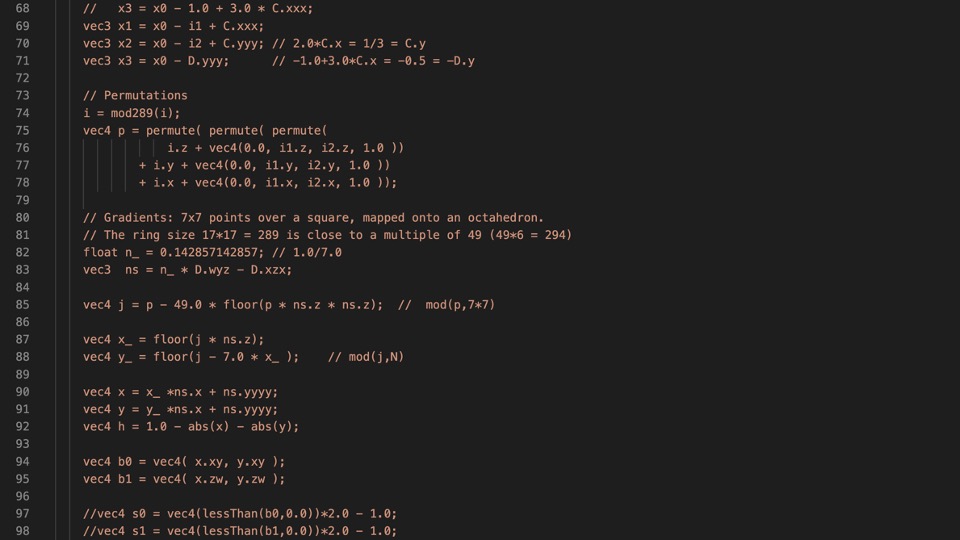 68 //   x3 = x0 - 1.0 + 3.0 * C.xxx;
69 vec3 x1 = x0 - i1 + C.xxx;
70 vec3 x2 = x0 - i2 + C.yyy; // 2.0*C.x = 1/3 = C.y
71 vec3 x3 = x0 - D.yyy;      // -1.0+3.0*C.x = -0.5 = -D.y
72
73 // Permutations
74 i = mod289(i);
75 vec4 p = permute( permute( permute(
76             i.z + vec4(0.0, i1.z, i2.z, 1.0 ))
77         + i.y + vec4(0.0, i1.y, i2.y, 1.0 ))
78         + i.x + vec4(0.0, i1.x, i2.x, 1.0 ));
79
80 // Gradients: 7x7 points over a square, mapped onto an octahedron.
81 // The ring size 17*17 = 289 is close to a multiple of 49 (49*6 = 294)
82 float n_ = 0.142857142857; // 1.0/7.0
83 vec3  ns = n_ * D.wyz - D.xzx;
84
85 vec4 j = p - 49.0 * floor(p * ns.z * ns.z);  //  mod(p,7*7)
86
87 vec4 x_ = floor(j * ns.z);
88 vec4 y_ = floor(j - 7.0 * x_ );    // mod(j,N)
89
90 vec4 x = x_ *ns.x + ns.yyyy;
91 vec4 y = y_ *ns.x + ns.yyyy;
92 vec4 h = 1.0 - abs(x) - abs(y);
93
94 vec4 b0 = vec4( x.xy, y.xy );
95 vec4 b1 = vec4( x.zw, y.zw );
96
97 //vec4 s0 = vec4(lessThan(b0,0.0))*2.0 - 1.0;
98 //vec4 s1 = vec4(lessThan(b1,0.0))*2.0 - 1.0;